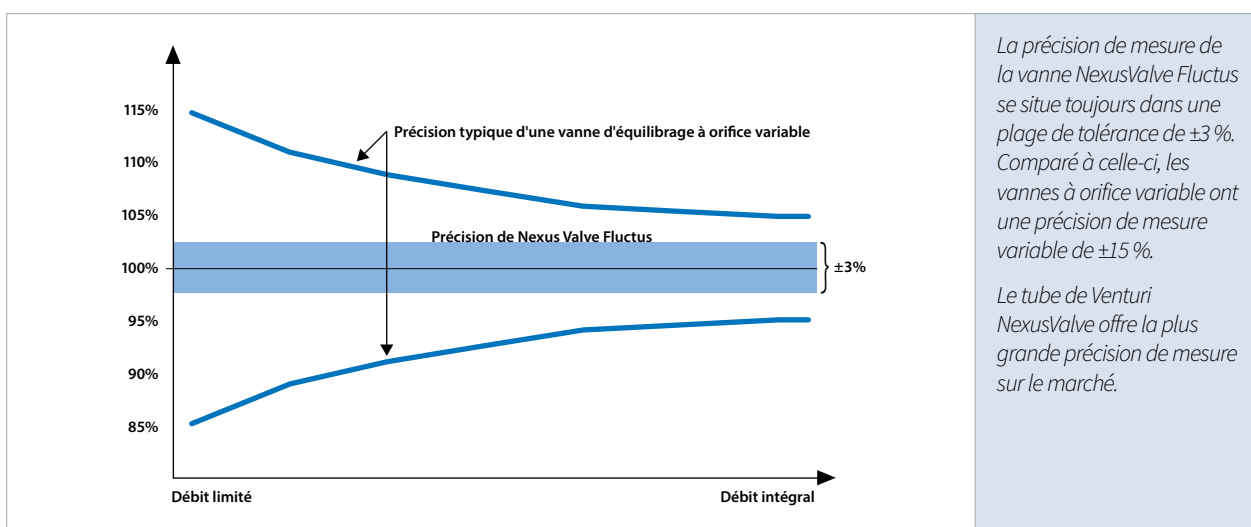 115%
Précision typique d'une vanne d'équilibrage à orifice variable
110%
105%
Précision de Nexus Valve Fluctus
100%
±3%
95%
90%
85%
Débit limité
Débit intégral
La précision de mesure de
la vanne NexusValve Fluctus
se situe toujours dans une
plage de tolérance de ±3 %.
Comparé à celle-ci, les
vannes à orifice variable ont
une précision de mesure
variable de ±15 %.
Le tube de Venturi
NexusValve offre la plus
grande précision de mesure
sur le marché.